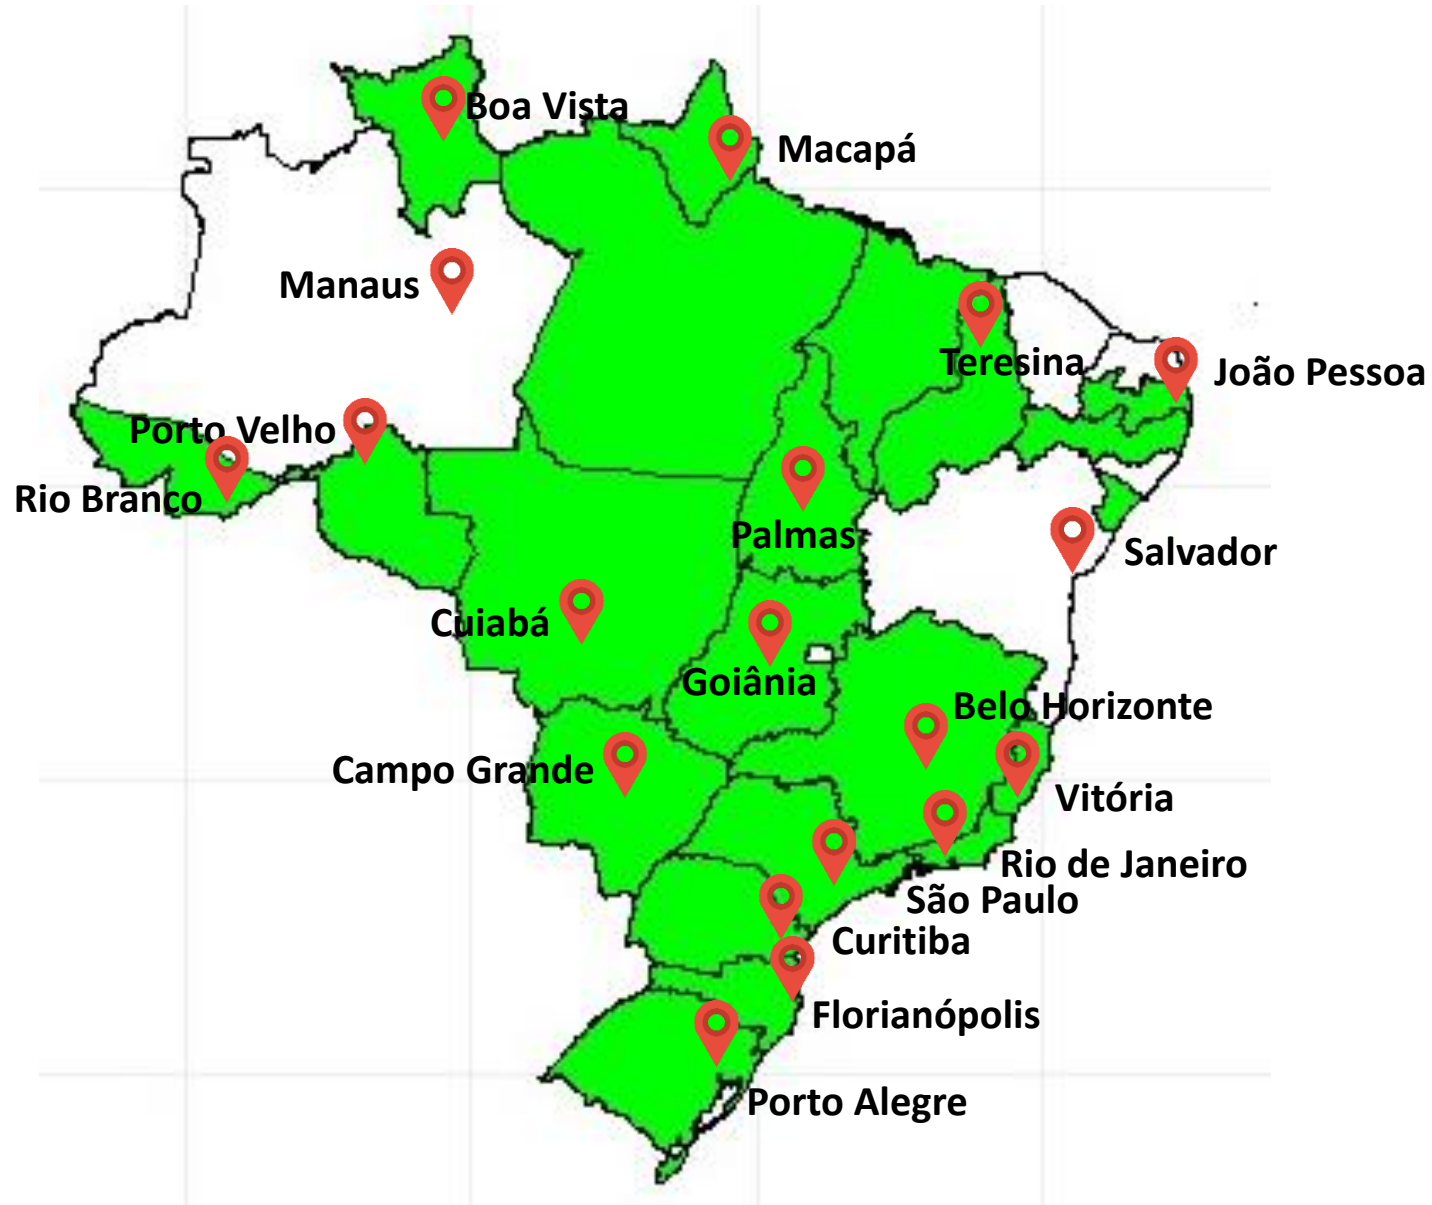 Boa Vista
Macapá
Manaus
Teresina
João Pessoa
Porto Velho
Rio Branco
Palmas
Salvador
Cuiabá
Goiânia
Belo Horizonte
Campo Grande
Vitória
Rio de Janeiro
São Paulo
Curitiba
Florianópolis
Porto Alegre